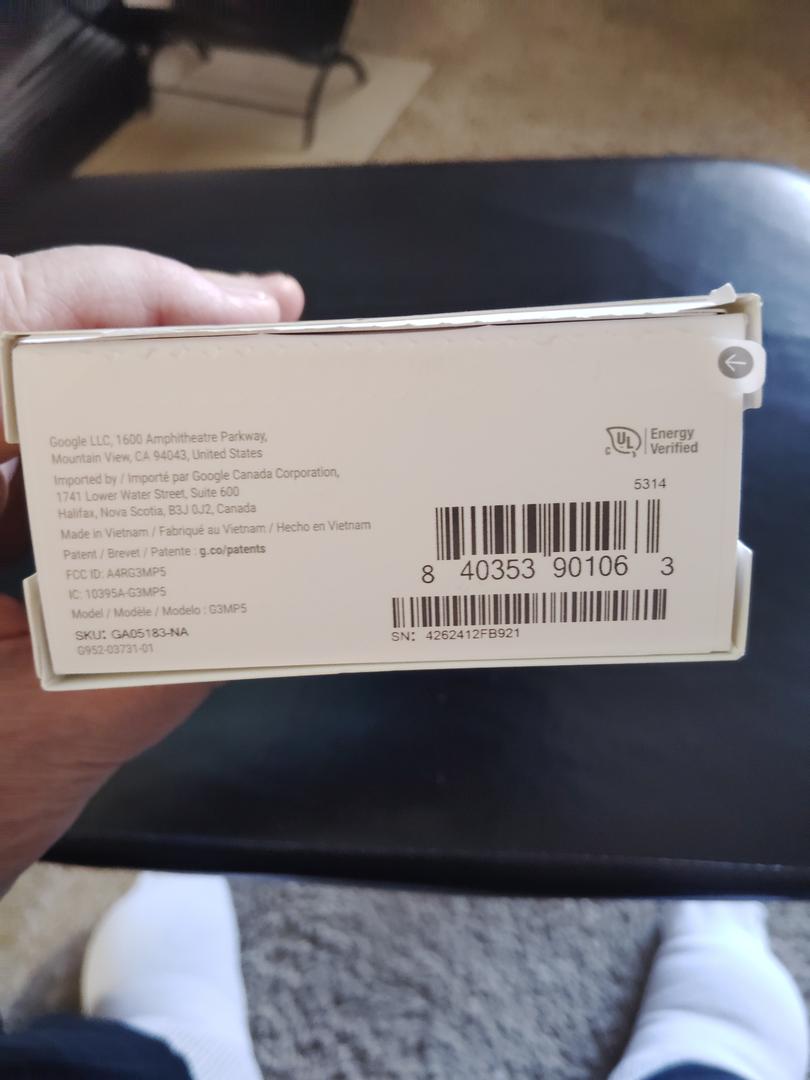 Google LLC, 1600 Amphitheatre Parkway,
Mountain View, CA 94043, United States
Imported by / Importé par Google Canada Corporation,
1741 Lower Water Street, Suite 600
Halifax, Nova Scotia, B3J 0J2, Canada
Made in Vietnam / Fabriqué au Vietnam / Hecho en Vietnam
Patent / Brevet / Patente : g.co/patents
FCC ID: A4RG3MP5
IC: 10395A-G3MP5
Model / Modèle / Modelo : G3MP5
SKU: GA05183-NA
G952-03731-01
c UL us Energy
Verified
5314
8 40353 90106 3
SN: 4262412FB921